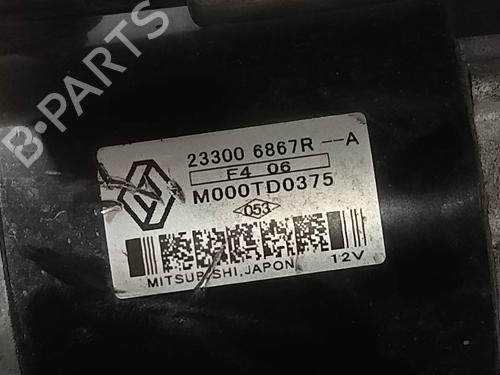 B-PARTS
23300 6867R --A
F4 06
M000TD0375
053
MITSUBISHI, JAPON 12V